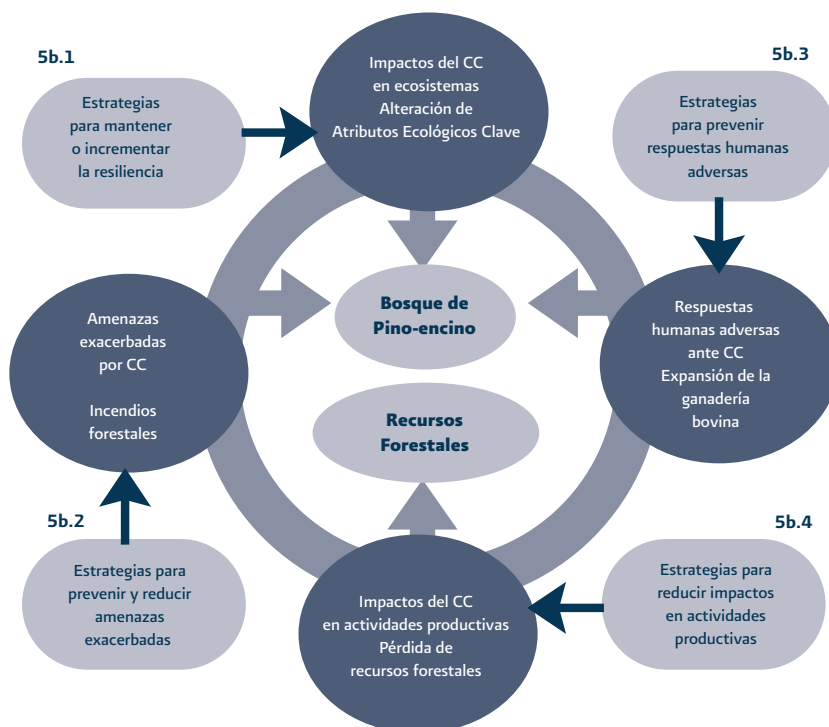 5b.1
Estrategias
para mantener
o incrementar
la resiliencia
Impactos del CC
en ecosistemas
Alteración de
Atributos Ecológicos Clave
5b.3
Estrategias
para prevenir
respuestas humanas
adversas
Bosque de
Pino-encino
Amenazas
exacerbadas
por CC
Incendios
forestales
Respuestas
humanas adversas
ante CC
Expansión de la
ganadería
bovina
Recursos
Forestales
5b.2
Estrategias para
prevenir y reducir
amenazas
exacerbadas
Impactos del CC
en actividades productivas
Pérdida de
recursos forestales
5b.4
Estrategias para
reducir impactos
en actividades
productivas